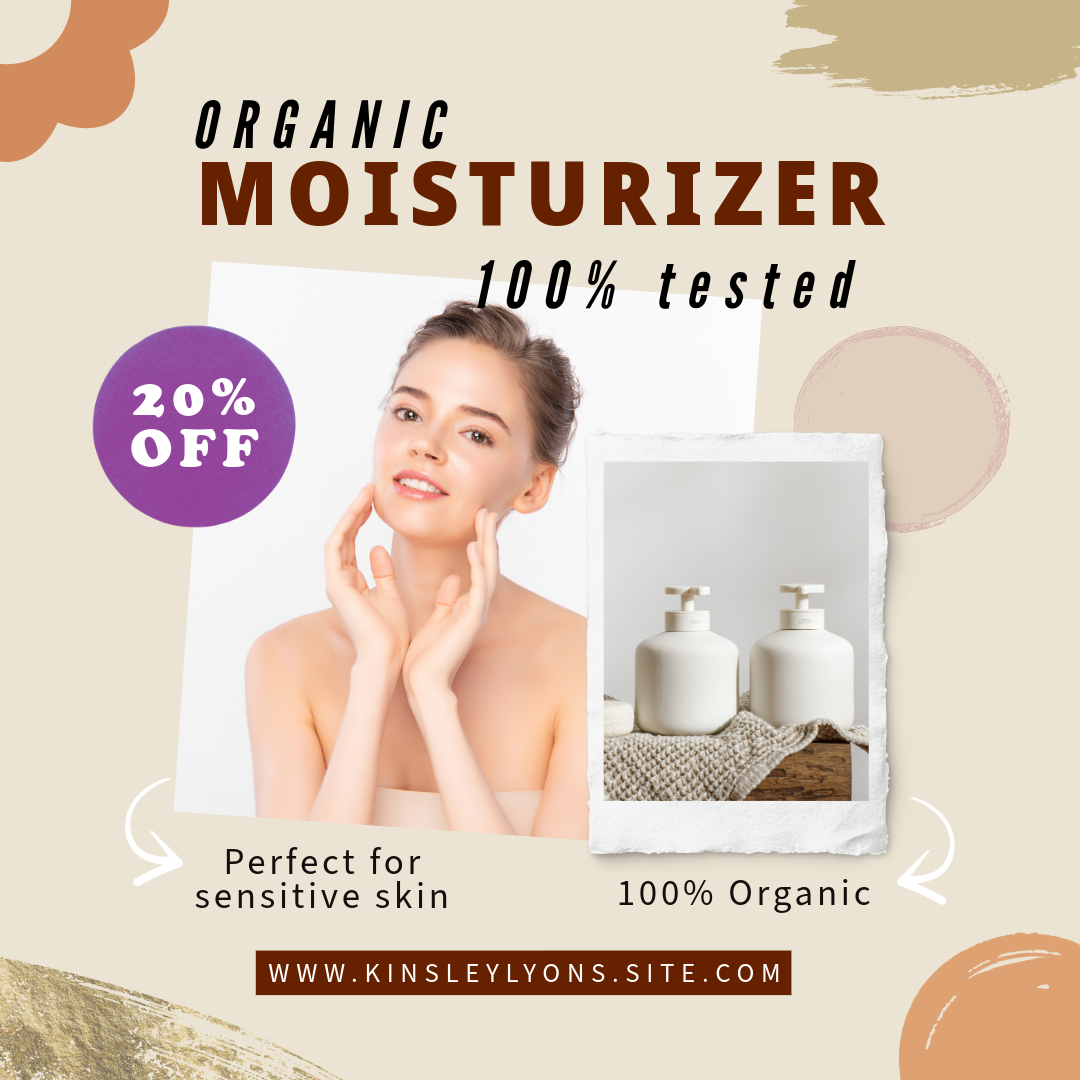 ORGANIC
MOISTURIZER
100% tested
20%
OFF
Perfect for
sensitive skin
100% Organic
WWW.KINSLEYLYONS.SITE.COM